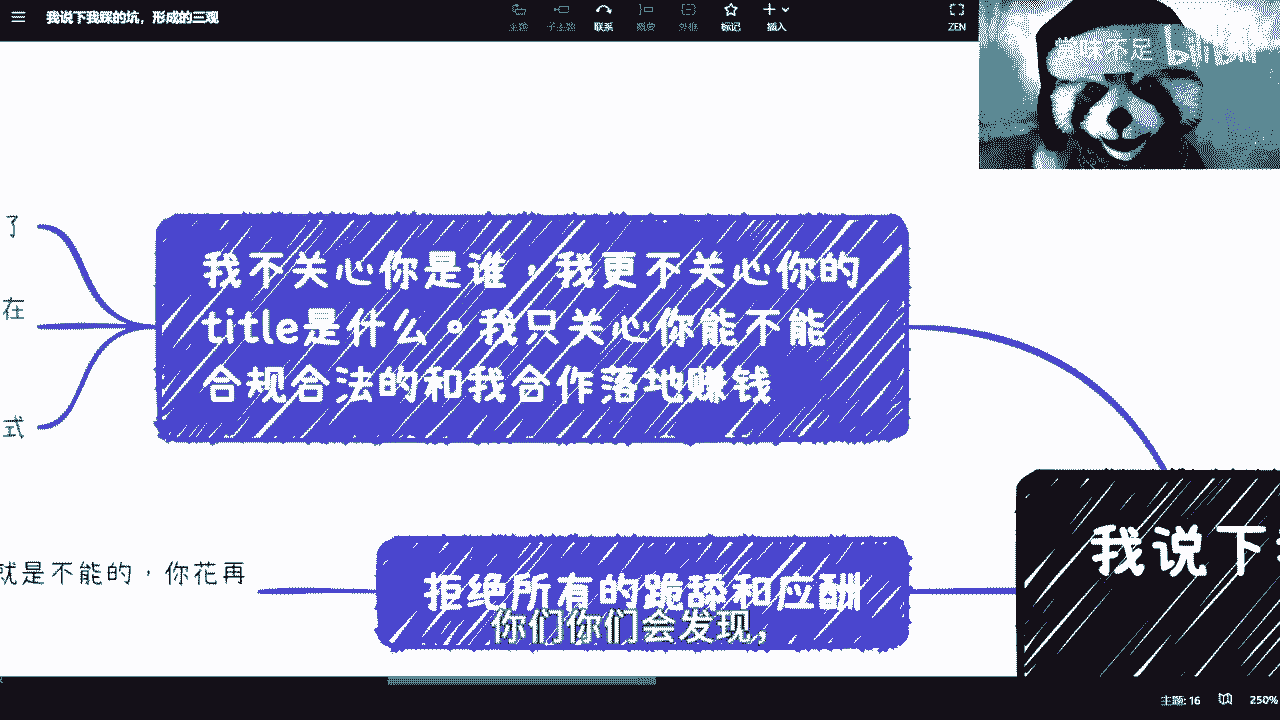 我说下我踩的坑，形成的三观
主题 子主题 联系 概要 外框 标记 插入 ZEN
bilibili
了
在
式
我不关心你是谁，我更不关心你的
title是什么。我只关心你能不能
合规合法的和我合作落地赚钱
我说下
就是不能的，你花再
拒绝所有的跪舔和应酬
你们你们会发现，
主题: 16 250%